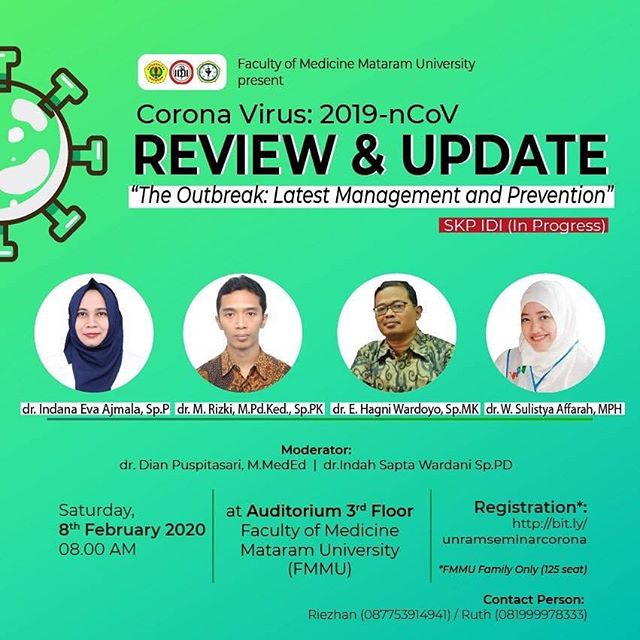 Faculty of Medicine Mataram University
present
Corona Virus: 2019-nCoV
REVIEW & UPDATE
“The Outbreak: Latest Management and Prevention”
SKP IDI (In Progress)
dr. Indana Eva Ajmala, Sp.P
dr. M. Rizki, M.Pd.Ked., Sp.PK
dr. E. Hagni Wardoyo, Sp.MK
dr. W. Sulistya Affarah, MPH
Moderator:
dr. Dian Puspitasari, M.MedEd | dr.Indah Sapta Wardani Sp.PD
Saturday,
8th February 2020
08.00 AM
at Auditorium 3rd Floor
Faculty of Medicine
Mataram University
(FMMU)
Registration*:
http://bit.ly/
unramseminarcorona
*FMMU Family Only (125 seat)
Contact Person:
Riezhan (087753914941) / Ruth (081999978333)